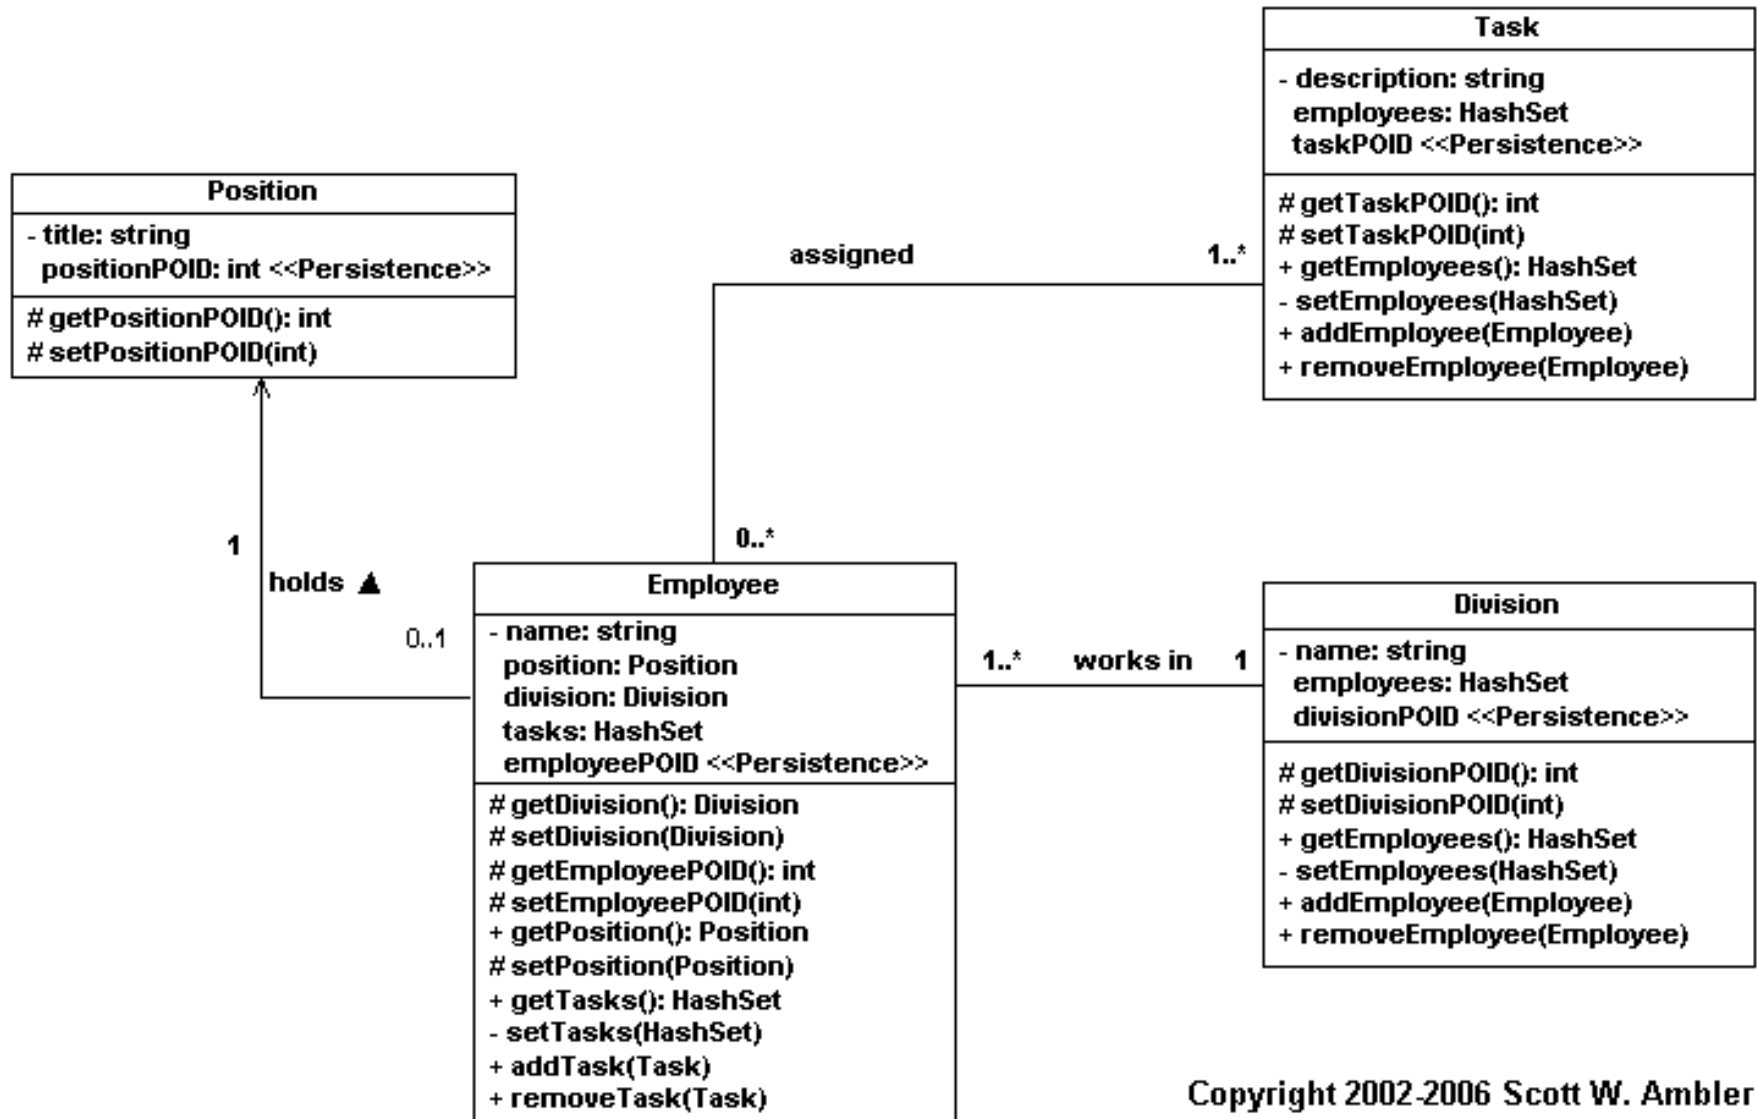 Task
- description: string
employees: HashSet
taskPOID <<Persistence>>
# getTaskPOID(): int
# setTaskPOID(int)
+ getEmployees(): HashSet
- setEmployees(HashSet)
+ addEmployee(Employee)
+ removeEmployee(Employee)
Position
- title: string
positionPOID: int <<Persistence>>
# getPositionPOID(): int
# setPositionPOID(int)
assigned
1..*
0..*
1
holds ▲
0..1
Employee
- name: string
position: Position
division: Division
tasks: HashSet
employeePOID <<Persistence>>
# getDivision(): Division
# setDivision(Division)
# getEmployeePOID(): int
# setEmployeePOID(int)
+ getPosition(): Position
# setPosition(Position)
+ getTasks(): HashSet
- setTasks(HashSet)
+ addTask(Task)
+ removeTask(Task)
1..* works in 1
Division
- name: string
employees: HashSet
divisionPOID <<Persistence>>
# getDivisionPOID(): int
# setDivisionPOID(int)
+ getEmployees(): HashSet
- setEmployees(HashSet)
+ addEmployee(Employee)
+ removeEmployee(Employee)
Copyright 2002-2006 Scott W. Ambler